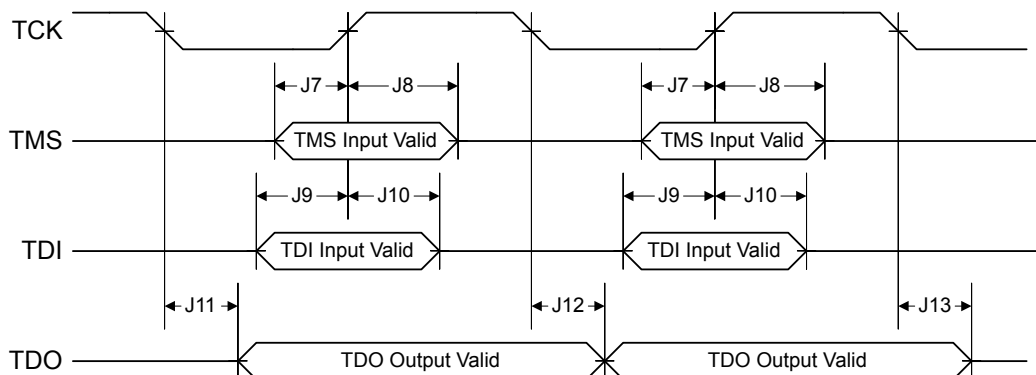 TCK
J7 J8 J7 J8
TMS TMS Input Valid TMS Input Valid
J9 J10 J9 J10
TDI TDI Input Valid TDI Input Valid
J11 J12 J13
TDO TDO Output Valid TDO Output Valid